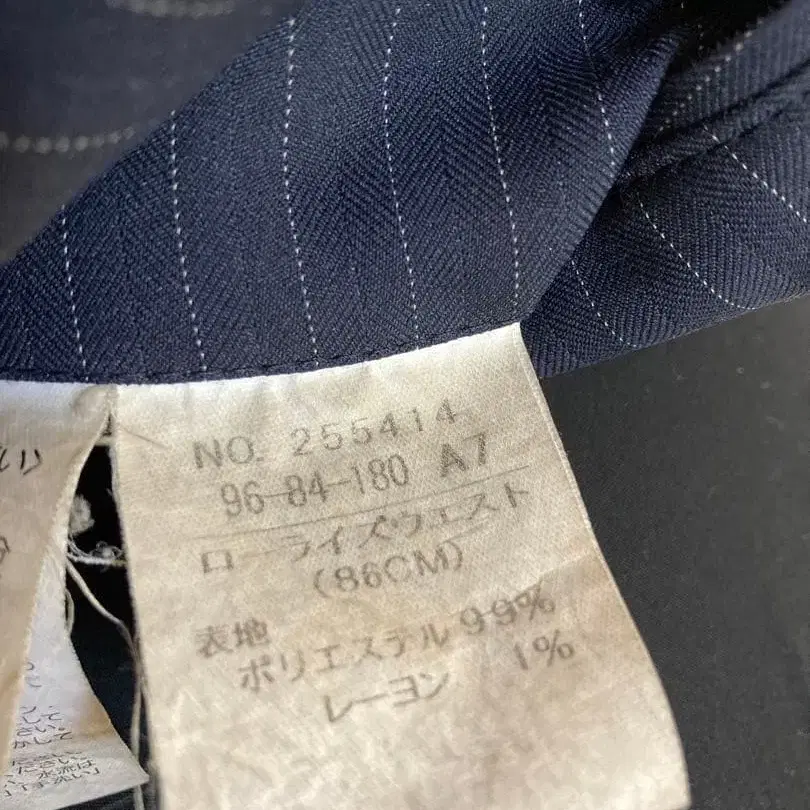 NO. 255414
96-84-180 A7
ローライズ・ウエスト
(86CM)
表地
ポリエステル 99%
レーヨン 1%